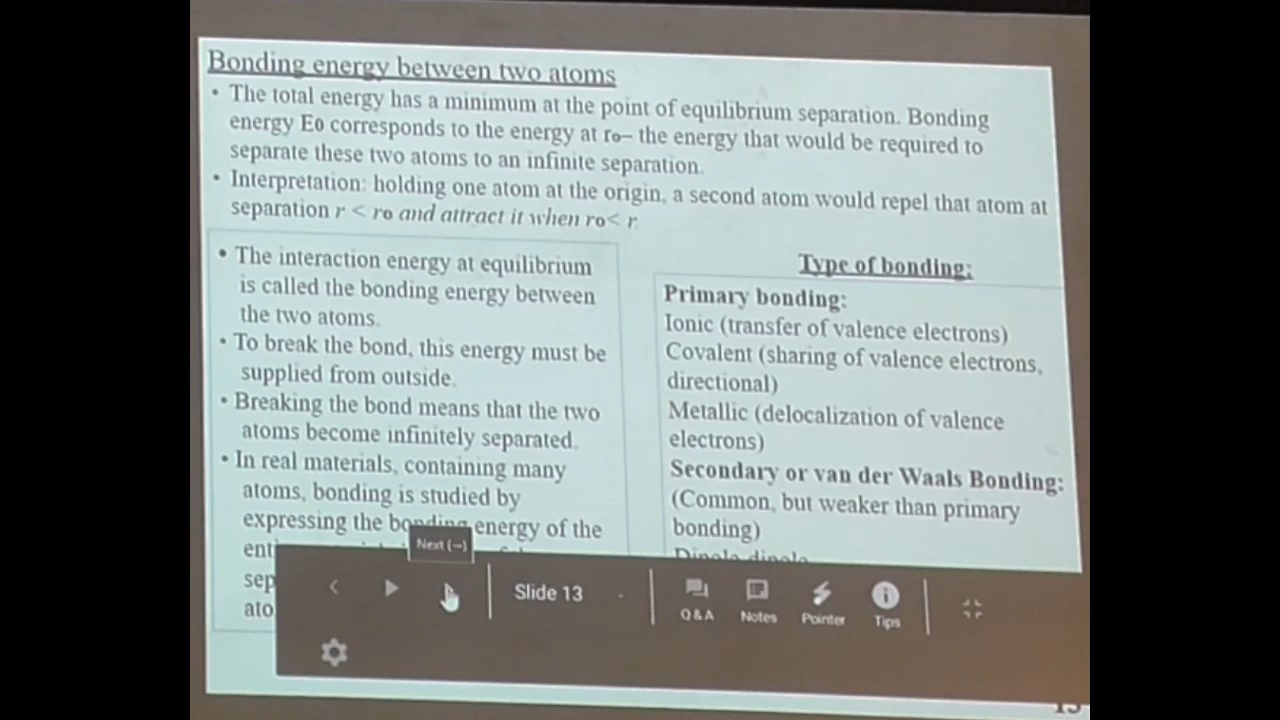 Bonding energy between two atoms
• The total energy has a minimum at the point of equilibrium separation. Bonding
energy E0 corresponds to the energy at r0– the energy that would be required to
separate these two atoms to an infinite separation.
• Interpretation: holding one atom at the origin, a second atom would repel that atom at
separation r < r0 and attract it when r0< r.
• The interaction energy at equilibrium
is called the bonding energy between
the two atoms.
• To break the bond, this energy must be
supplied from outside.
• Breaking the bond means that the two
atoms become infinitely separated.
• In real materials, containing many
atoms, bonding is studied by
expressing the bonding energy of the
Type of bonding:
Primary bonding:
Ionic (transfer of valence electrons)
Covalent (sharing of valence electrons,
directional)
Metallic (delocalization of valence
electrons)
Secondary or van der Waals Bonding:
(Common, but weaker than primary
bonding)
Dipole-dipole
Next (→)
Slide 13
Q&A
Notes
Pointer
Tips